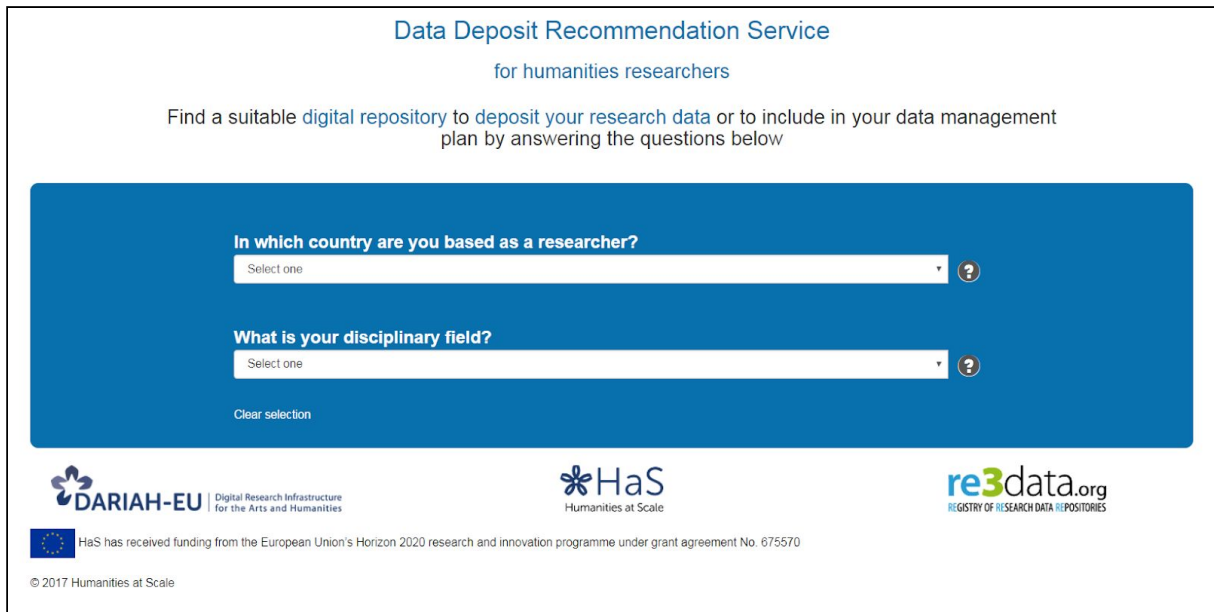 Data Deposit Recommendation Service
for humanities researchers
Find a suitable digital repository to deposit your research data or to include in your data management
plan by answering the questions below
In which country are you based as a researcher?
Select one
?
What is your disciplinary field?
Select one
?
Clear selection
DARIAH-EU
Digital Research Infrastructure
for the Arts and Humanities
HaS
Humanities at Scale
re3data.org
REGISTRY OF RESEARCH DATA REPOSITORIES
HaS has received funding from the European Union's Horizon 2020 research and innovation programme under grant agreement No. 675570
© 2017 Humanities at Scale